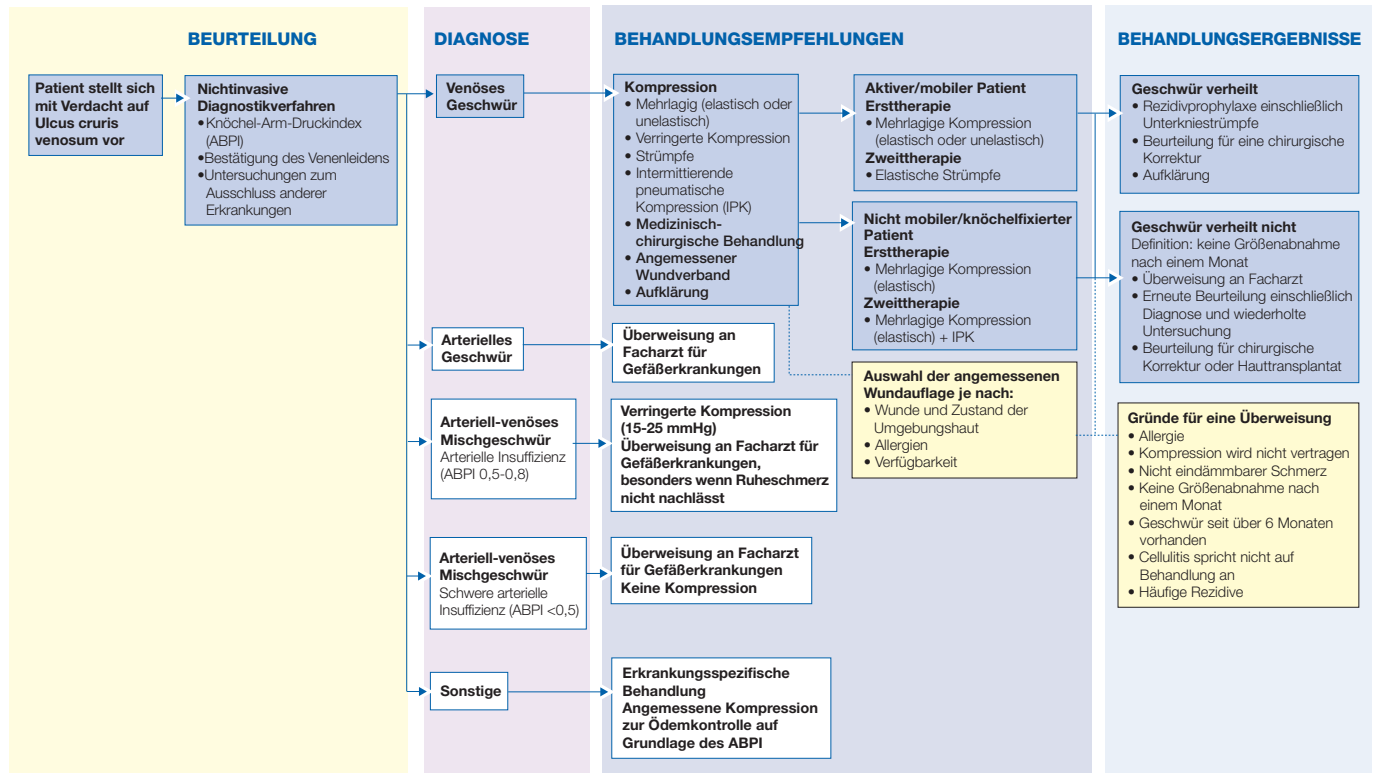 BEURTEILUNG
DIAGNOSE
BEHANDLUNGSEMPFEHLUNGEN
BEHANDLUNGSERGEBNISSE
Patient stellt sich
mit Verdacht auf
Ulcus cruris
venosum vor
Nichtinvasive
Diagnostikverfahren
•Knöchel-Arm-Druckindex
(ABPI)
•Bestätigung des Venenleidens
•Untersuchungen zum
Ausschluss anderer
Erkrankungen
Venöses
Geschwür
Kompression
• Mehrlagig (elastisch oder
unelastisch)
• Verringerte Kompression
• Strümpfe
• Intermittierende
pneumatische
Kompression (IPK)
• Medizinisch-
chirurgische Behandlung
• Angemessener
Wundverband
• Aufklärung
Aktiver/mobiler Patient
Ersttherapie
• Mehrlagige Kompression
(elastisch oder unelastisch)
Zweittherapie
• Elastische Strümpfe
Nicht mobiler/knöchelfixierter
Patient
Ersttherapie
• Mehrlagige Kompression
(elastisch)
Zweittherapie
• Mehrlagige Kompression
(elastisch) + IPK
Geschwür verheilt
• Rezidivprophylaxe einschließlich
Unterkniestrümpfe
• Beurteilung für eine chirurgische
Korrektur
• Aufklärung
Geschwür verheilt nicht
Definition: keine Größenabnahme
nach einem Monat
• Überweisung an Facharzt
• Erneute Beurteilung einschließlich
Diagnose und wiederholte
Untersuchung
• Beurteilung für chirurgische
Korrektur oder Hauttransplantat
Arterielles
Geschwür
Überweisung an
Facharzt für
Gefäßerkrankungen
Auswahl der angemessenen
Wundauflage je nach:
• Wunde und Zustand der
Umgebungshaut
• Allergien
• Verfügbarkeit
Gründe für eine Überweisung
• Allergie
• Kompression wird nicht vertragen
• Nicht eindämmbarer Schmerz
• Keine Größenabnahme nach
einem Monat
• Geschwür seit über 6 Monaten
vorhanden
• Cellulitis spricht nicht auf
Behandlung an
• Häufige Rezidive
Arteriell-venöses
Mischgeschwür
Arterielle Insuffizienz
(ABPI 0,5-0,8)
Verringerte Kompression
(15-25 mmHg)
Überweisung an Facharzt für
Gefäßerkrankungen,
besonders wenn Ruheschmerz
nicht nachlässt
Arteriell-venöses
Mischgeschwür
Schwere arterielle
Insuffizienz (ABPI <0,5)
Überweisung an Facharzt
für Gefäßerkrankungen
Keine Kompression
Sonstige
Erkrankungsspezifische
Behandlung
Angemessene Kompression
zur Ödemkontrolle auf
Grundlage des ABPI